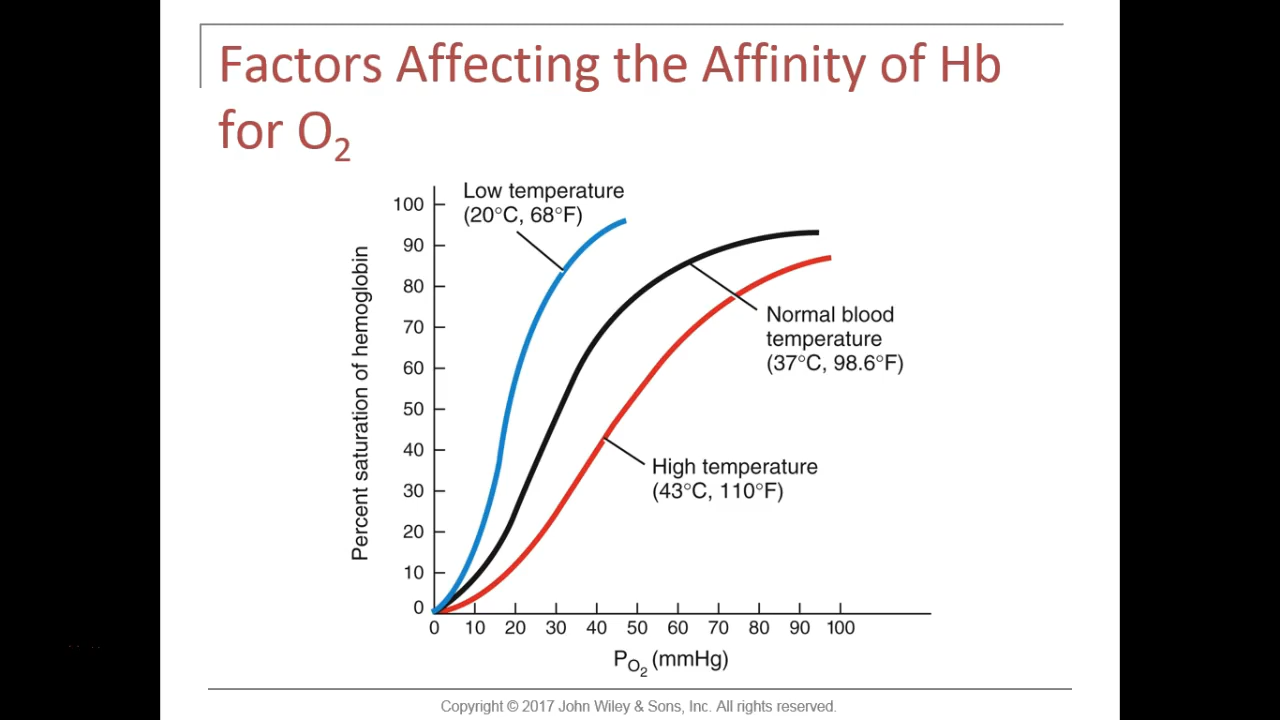 Factors Affecting the Affinity of Hb
for O₂
Low temperature
(20°C, 68°F)
100
90
80
70
60
50
40
30
20
10
0
Percent saturation of hemoglobin
Normal blood
temperature
(37°C, 98.6°F)
High temperature
(43°C, 110°F)
0 10 20 30 40 50 60 70 80 90 100
PO₂ (mmHg)
Copyright © 2017 John Wiley & Sons, Inc. All rights reserved.